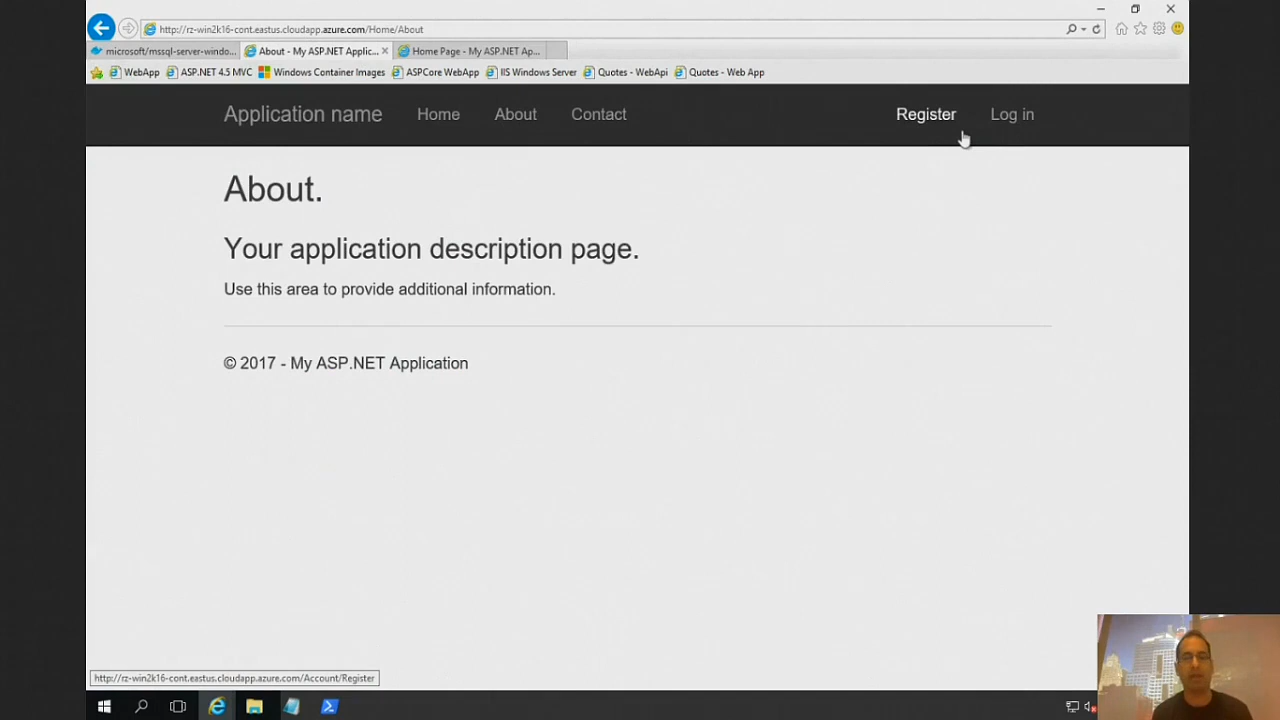 http://rz-win2k16-cont.eastus.cloudapp.azure.com/Home/About
microsoft/mssql-server-windo... About - My ASP.NET Applic... Home Page - My ASP.NET Ap...
WebApp ASP.NET 4.5 MVC Windows Container Images ASPCore WebApp IIS Windows Server Quotes - WebApi Quotes - Web App
Application name Home About Contact Register Log in
About.
Your application description page.
Use this area to provide additional information.
© 2017 - My ASP.NET Application
http://rz-win2k16-cont.eastus.cloudapp.azure.com/Account/Register